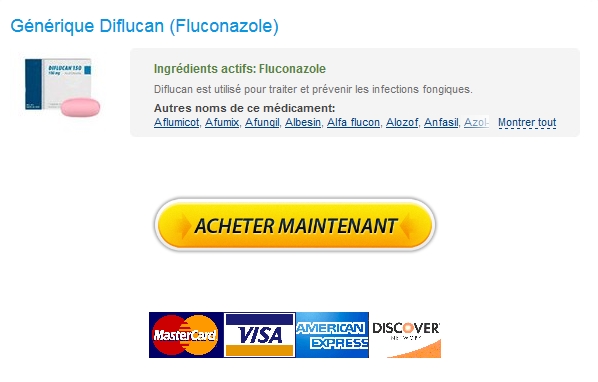 Générique Diflucan (Fluconazole)
Ingrédients actifs: Fluconazole
Diflucan est utilisé pour traiter et prévenir les infections fongiques.
Autres noms de ce médicament:
Aflumicot, Afumix, Afungil, Albesin, Alfa flucon, Alozof, Anfasil, Azol- Montrer tout
DIFLUCAN 150
ACHETER MAINTENANT
MasterCard VISA AMERICAN EXPRESS DISCOVER NETWORK